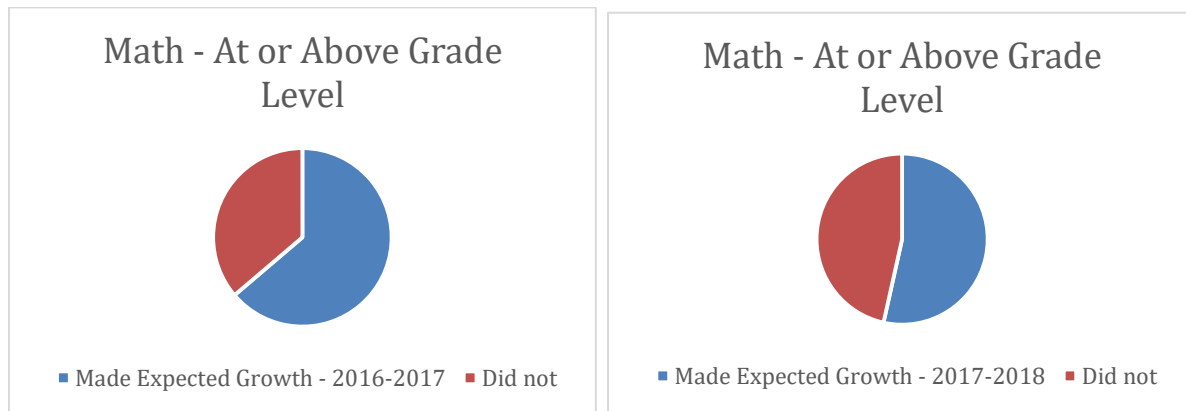 Math - At or Above Grade
Level
Made Expected Growth - 2016-2017 Did not
Math - At or Above Grade
Level
Made Expected Growth - 2017-2018 Did not